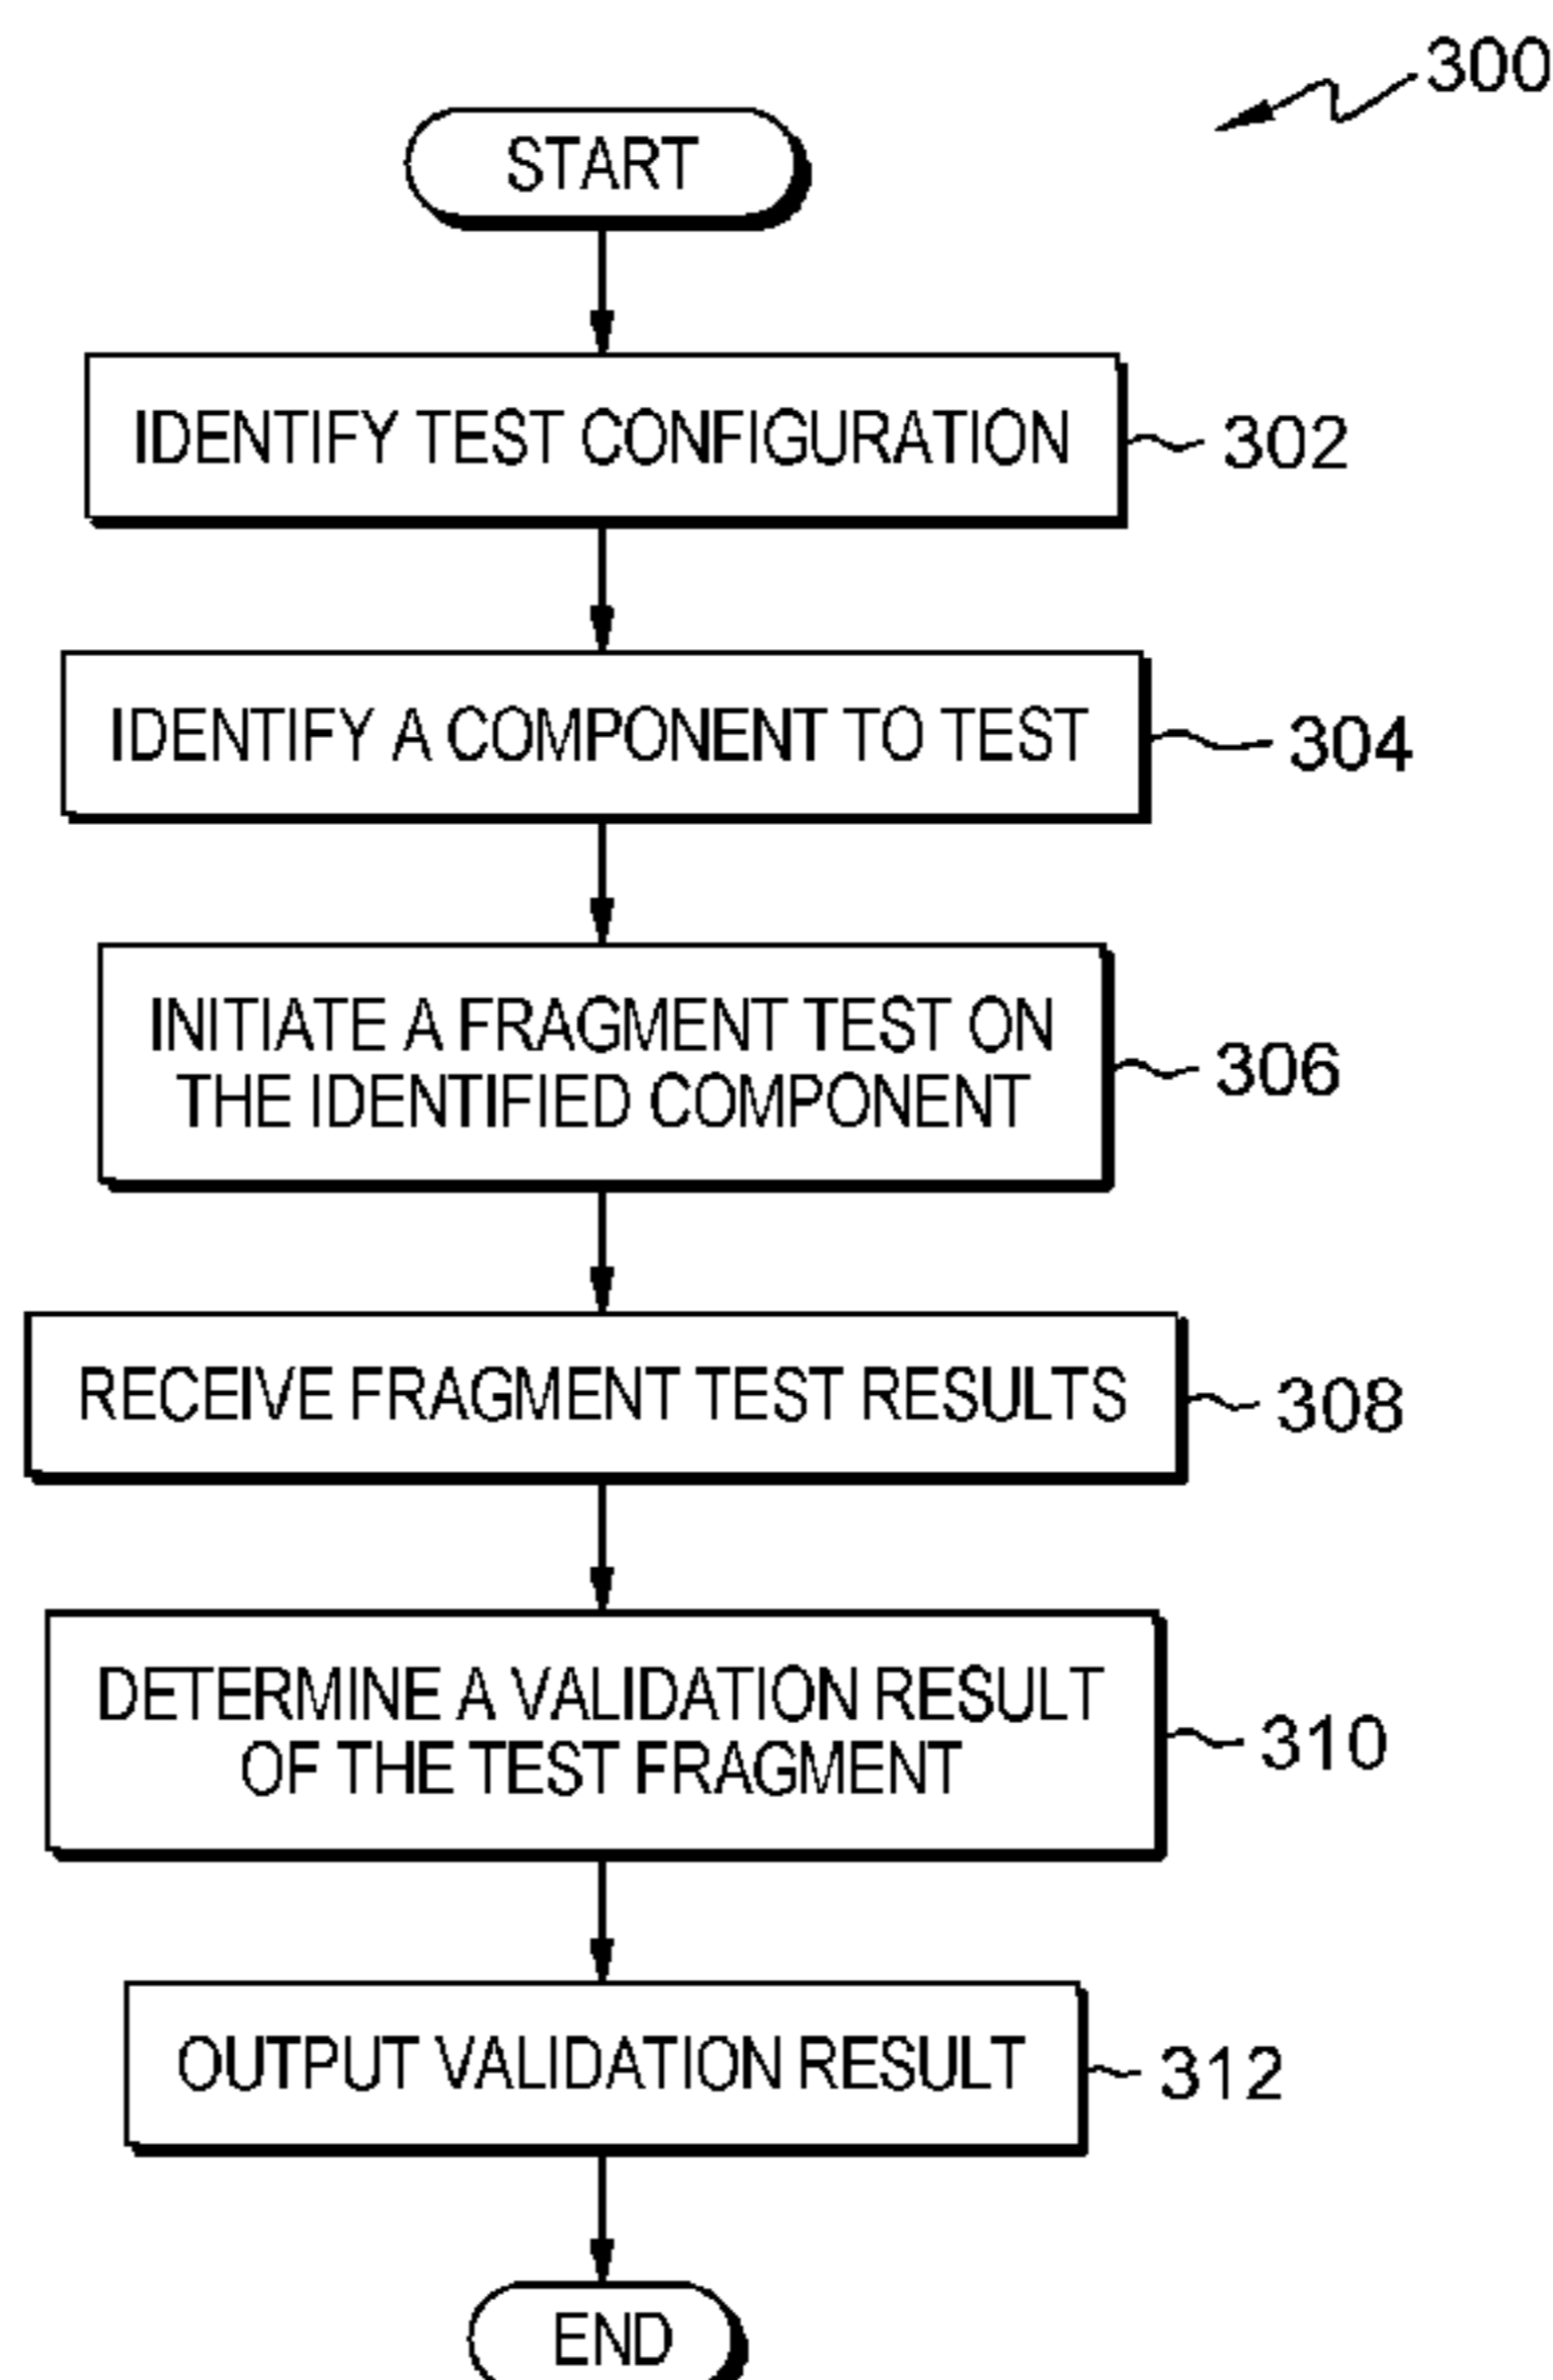 300
START
IDENTIFY TEST CONFIGURATION
302
IDENTIFY A COMPONENT TO TEST
304
INITIATE A FRAGMENT TEST ON
THE IDENTIFIED COMPONENT
306
RECEIVE FRAGMENT TEST RESULTS
308
DETERMINE A VALIDATION RESULT
OF THE TEST FRAGMENT
310
OUTPUT VALIDATION RESULT
312
END